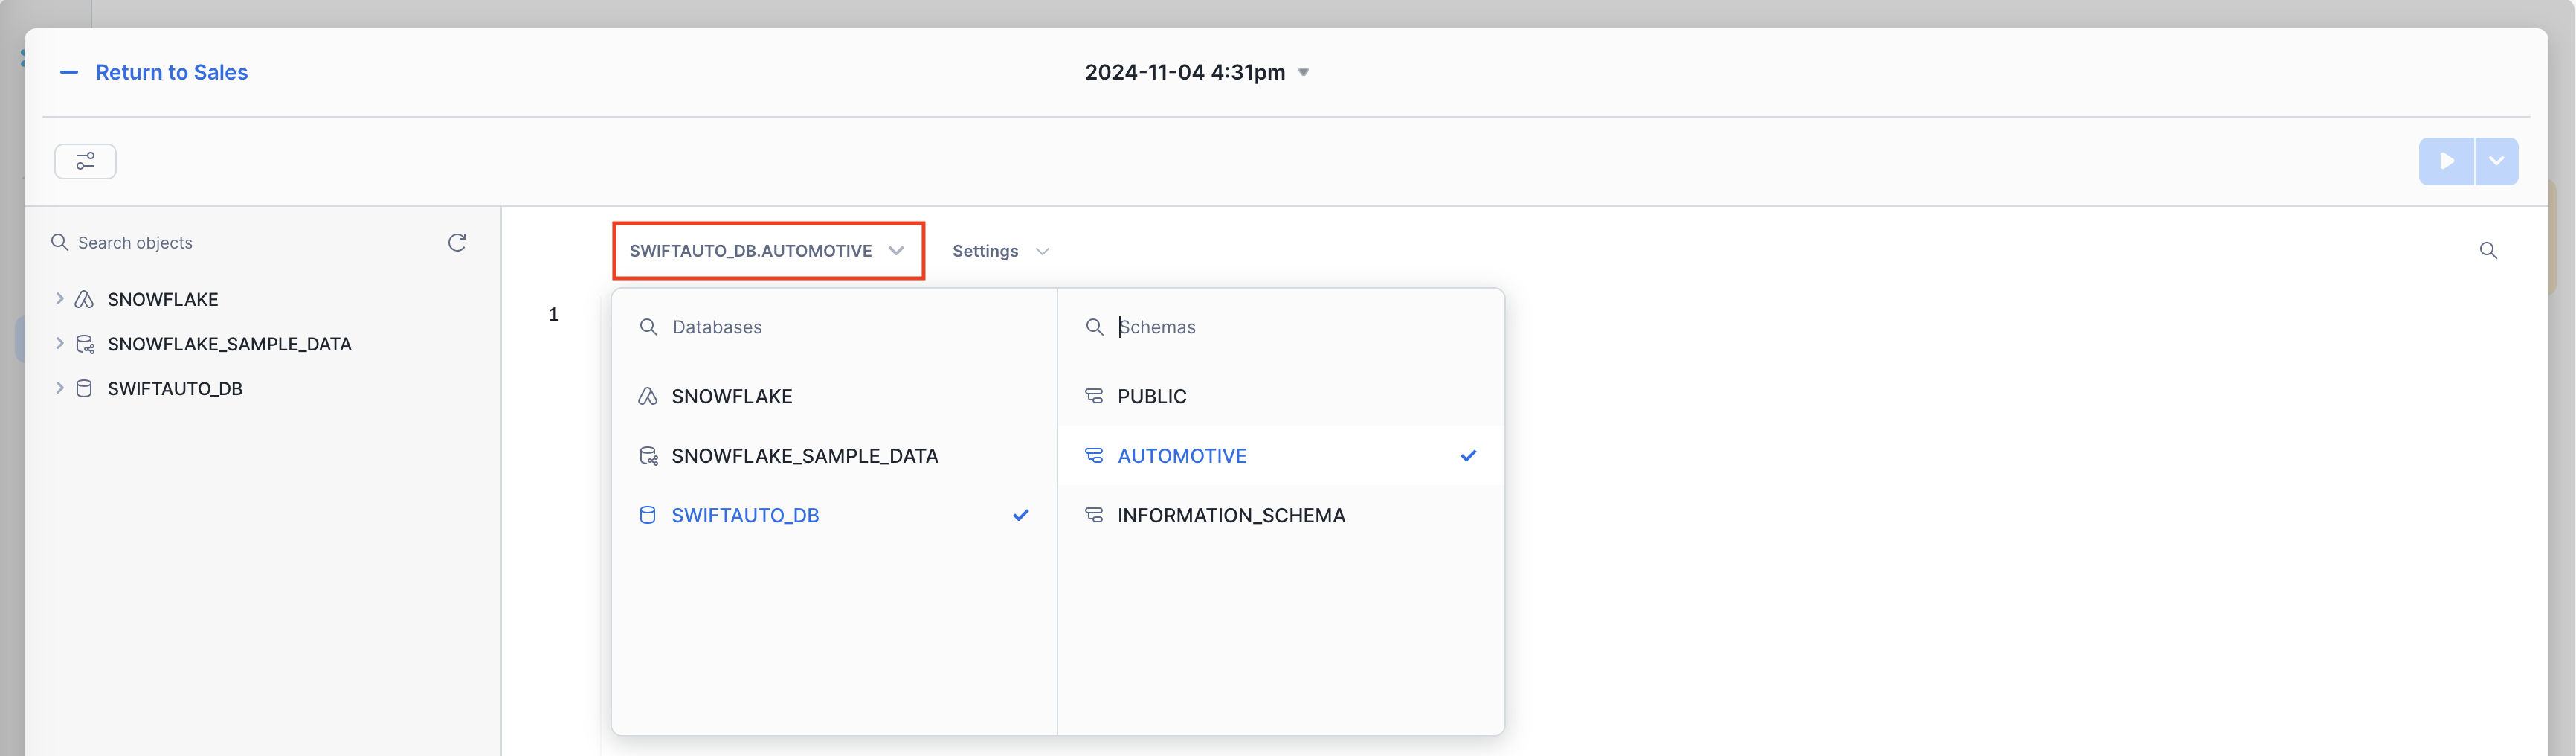 Return to Sales
2024-11-04 4:31pm
Search objects
SNOWFLAKE
SNOWFLAKE_SAMPLE_DATA
SWIFTAUTO_DB
SWIFTAUTO_DB.AUTOMOTIVE
Settings
1
Databases
SNOWFLAKE
SNOWFLAKE_SAMPLE_DATA
SWIFTAUTO_DB
Schemas
PUBLIC
AUTOMOTIVE
INFORMATION_SCHEMA